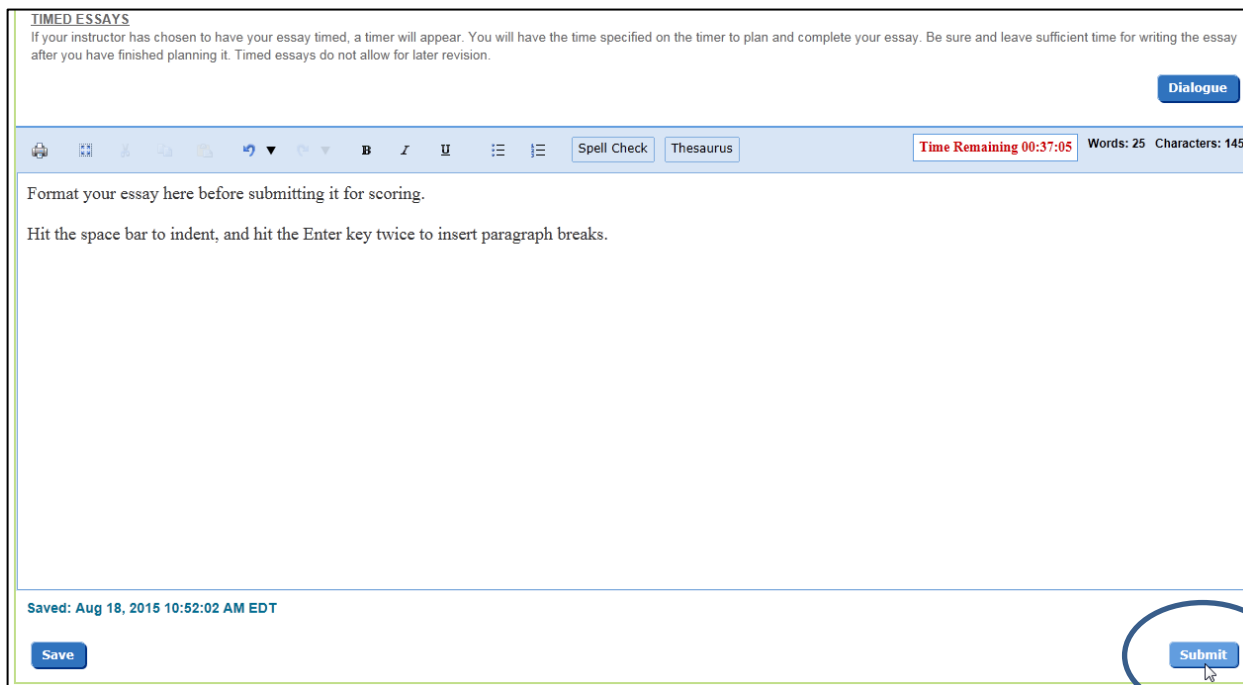 TIMED ESSAYS
If your instructor has chosen to have your essay timed, a timer will appear. You will have the time specified on the timer to plan and complete your essay. Be sure and leave sufficient time for writing the essay
after you have finished planning it. Timed essays do not allow for later revision.
Dialogue
B I U Spell Check Thesaurus Time Remaining 00:37:05 Words: 25 Characters: 145
Format your essay here before submitting it for scoring.
Hit the space bar to indent, and hit the Enter key twice to insert paragraph breaks.
Saved: Aug 18, 2015 10:52:02 AM EDT
Save Submit